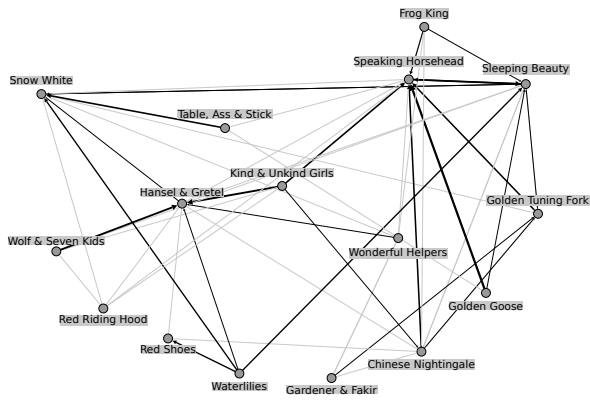 Frog King
Speaking Horsehead
Sleeping Beauty
Snow White
Table, Ass & Stick
Kind & Unkind Girls
Hansel & Gretel
Golden Tuning Fork
Wolf & Seven Kids
Wonderful Helpers
Golden Goose
Red Riding Hood
Red Shoes
Chinese Nightingale
Waterlilies
Gardener & Fakir